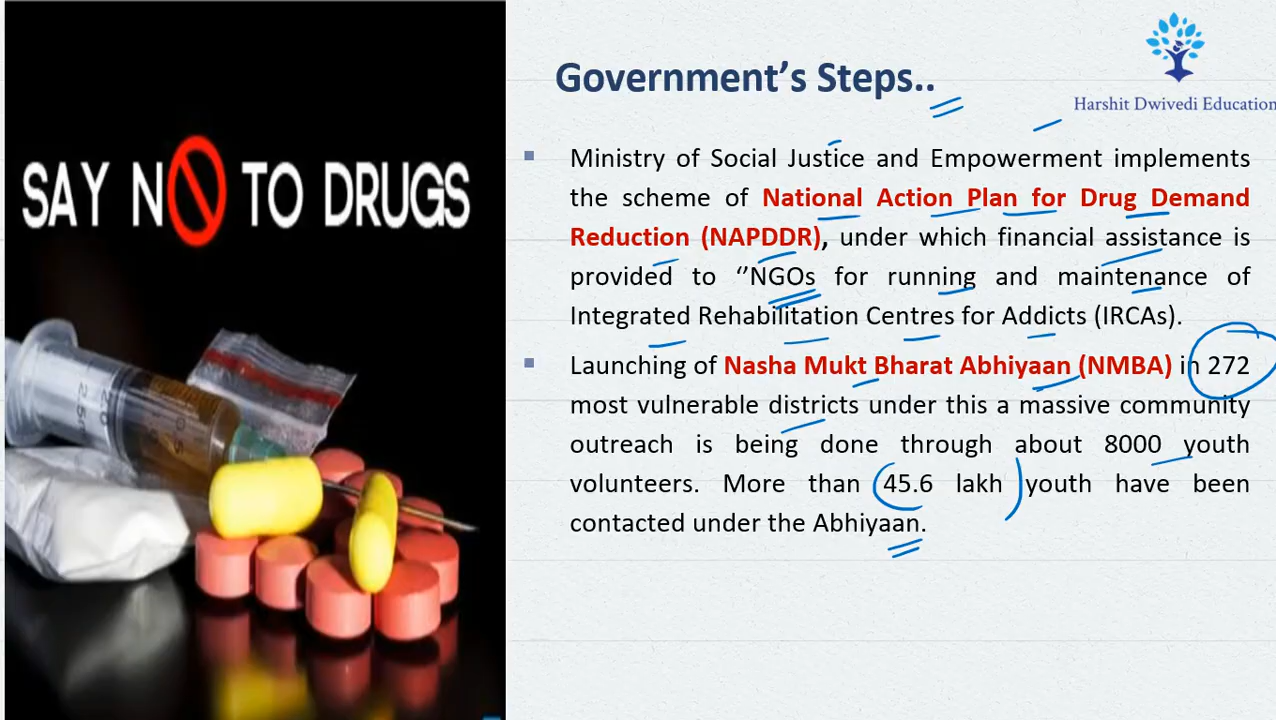 SAY NO TO DRUGS
Government’s Steps..
Harshit Dwivedi Education
Ministry of Social Justice and Empowerment implements
the scheme of National Action Plan for Drug Demand
Reduction (NAPDDR), under which financial assistance is
provided to ‘’NGOs for running and maintenance of
Integrated Rehabilitation Centres for Addicts (IRCAs).
Launching of Nasha Mukt Bharat Abhiyaan (NMBA) in 272
most vulnerable districts under this a massive community
outreach is being done through about 8000 youth
volunteers. More than 45.6 lakh youth have been
contacted under the Abhiyaan.